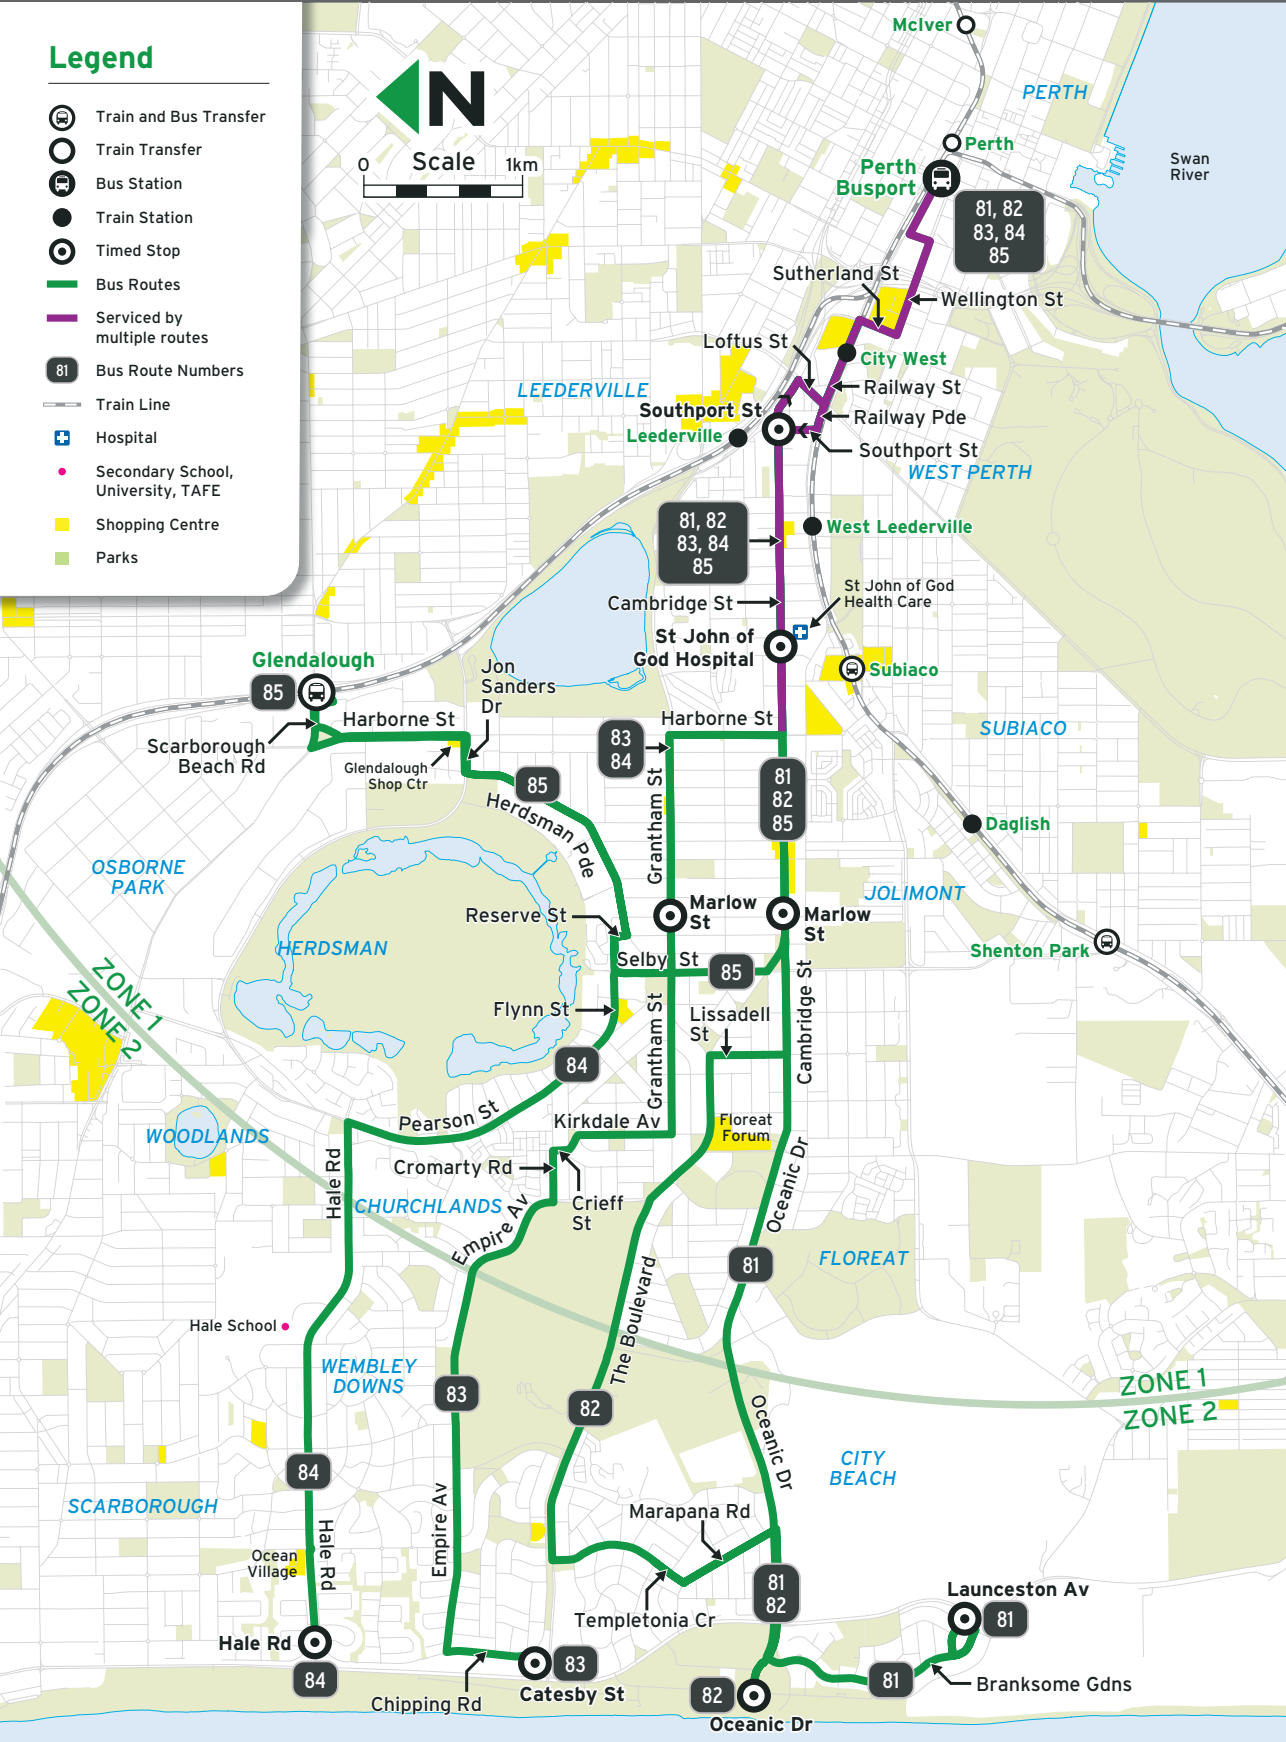 Legend
Train and Bus Transfer
Train Transfer
Bus Station
Train Station
Timed Stop
Bus Routes
Serviced by
multiple routes
81
Bus Route Numbers
Train Line
Hospital
Secondary School,
University, TAFE
Shopping Centre
Parks
N
0 Scale 1km
McIver
PERTH
Perth
Perth
Busport
Swan
River
81, 82
83, 84
85
Sutherland St
Wellington St
Loftus St
City West
LEEDERVILLE
Railway St
Southport St
Railway Pde
Leederville
Southport St
WEST PERTH
81, 82
83, 84
85
West Leederville
Cambridge St
St John of God
Health Care
St John of
God Hospital
Subiaco
Glendalough
85
Jon
Sanders
Dr
Harborne St
Harborne St
SUBIACO
Scarborough
Beach Rd
Glendalough
Shop Ctr
83
84
85
81
82
85
Herdsman Pde
Grantham St
Daglish
OSBORNE
PARK
JOLIMONT
Reserve St
Marlow
St
Marlow
St
HERDSMAN
Shenton Park
Selby St
85
ZONE 1
ZONE 2
Flynn St
Grantham St
Lissadell
St
Cambridge St
84
Pearson St
Kirkdale Av
Floreat
Forum
WOODLANDS
Cromarty Rd
Hale Rd
CHURCHLANDS
Crieff
St
Empire Av
Oceanic Dr
FLOREAT
81
The Boulevard
Hale School
WEMBLEY
DOWNS
83
82
ZONE 1
ZONE 2
Oceanic Dr
CITY
BEACH
84
SCARBOROUGH
Empire Av
Marapana Rd
Hale Rd
Ocean
Village
81
82
Templetonia Cr
Launceston Av
81
Hale Rd
84
83
Catesby St
Chipping Rd
81
Branksome Gdns
82
Oceanic Dr